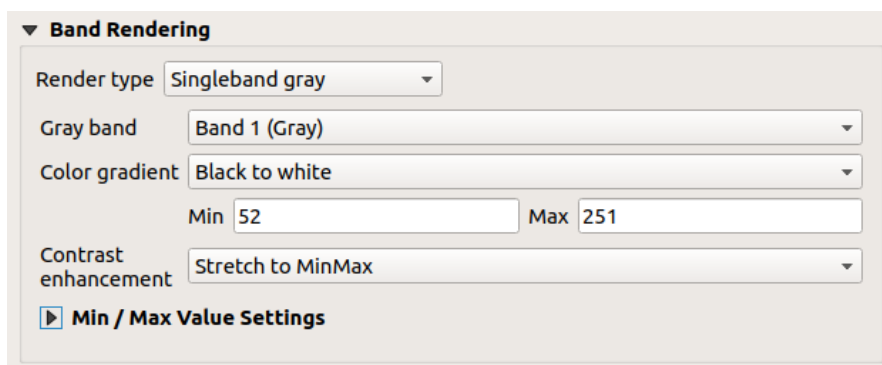 Band Rendering
Render type Singleband gray
Gray band Band 1 (Gray)
Color gradient Black to white
Min 52 Max 251
Contrast
enhancement Stretch to MinMax
Min / Max Value Settings